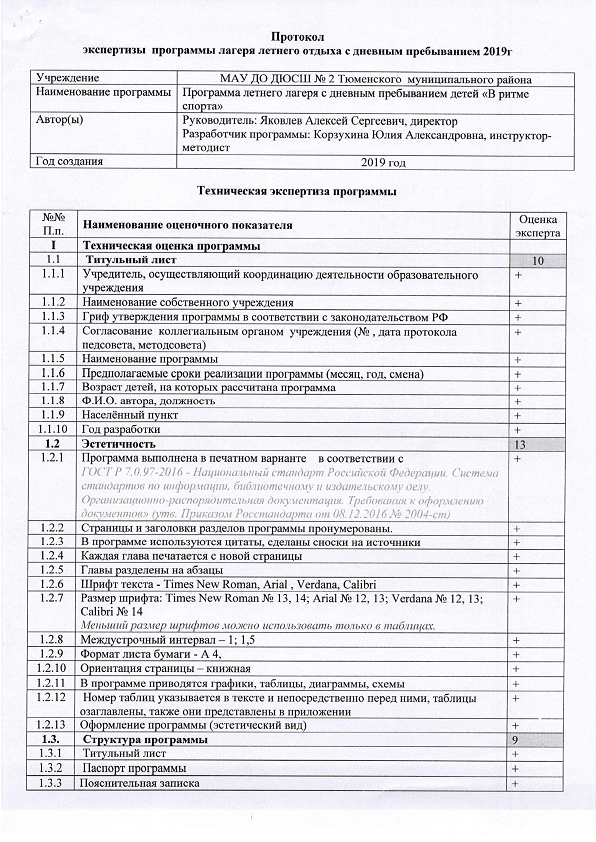 Протокол
экспертизы программы лагеря летнего отдыха с дневным пребыванием 2019г
Учреждение МАУ ДО ДЮСШ № 2 Тюменского муниципального района
Наименование программы Программа летнего лагеря с дневным пребыванием детей «В ритме
спорта»
Автор(ы) Руководитель: Яковлев Алексей Сергеевич, директор
Разработчик программы: Корзухина Юлия Александровна, инструктор-
методист
Год создания 2019 год
Техническая экспертиза программы
№№ Оценка
П.п. Наименование оценочного показателя эксперта
I Техническая оценка программы
1.1 Титульный лист 10
1.1.1 Учредитель, осуществляющий координацию деятельности образовательного +
учреждения
1.1.2 Наименование собственного учреждения +
1.1.3 Гриф утверждения программы в соответствии с законодательством РФ +
1.1.4 Согласование коллегиальным органом учреждения (№ , дата протокола +
педсовета, методсовета)
1.1.5 Наименование программы +
1.1.6 Предполагаемые сроки реализации программы (месяц, год, смена) +
1.1.7 Возраст детей, на которых рассчитана программа +
1.1.8 Ф.И.О. автора, должность +
1.1.9 Населённый пункт +
1.1.10 Год разработки +
1.2 Эстетичность 13
1.2.1 Программа выполнена в печатном варианте в соответствии с +
ГОСТ Р 7.0.97-2016 - Национальный стандарт Российской Федерации. Система
стандартов по информации, библиотечному и издательскому делу.
Организационно-распорядительная документация. Требования к оформлению
документов» (утв. Приказом Росстандарта от 08.12.2016 № 2004-ст)
1.2.2 Страницы и заголовки разделов программы пронумерованы. +
1.2.3 В программе используются цитаты, сделаны сноски на источники +
1.2.4 Каждая глава печатается с новой страницы +
1.2.5 Главы разделены на абзацы +
1.2.6 Шрифт текста - Times New Roman, Arial , Verdana, Calibri +
1.2.7 Размер шрифта: Times New Roman № 13, 14; Arial № 12, 13; Verdana № 12, 13; +
Calibri № 14
Меньший размер шрифтов можно использовать только в таблицах.
1.2.8 Междустрочный интервал – 1; 1,5 +
1.2.9 Формат листа бумаги - А 4, +
1.2.10 Ориентация страницы – книжная +
1.2.11 В программе приводятся графики, таблицы, диаграммы, схемы +
1.2.12 Номер таблиц указывается в тексте и непосредственно перед ними, таблицы +
озаглавлены, также они представлены в приложении
1.2.13 Оформление программы (эстетический вид) +
1.3. Структура программы 9
1.3.1 Титульный лист +
1.3.2 Паспорт программы +
1.3.3 Пояснительная записка +